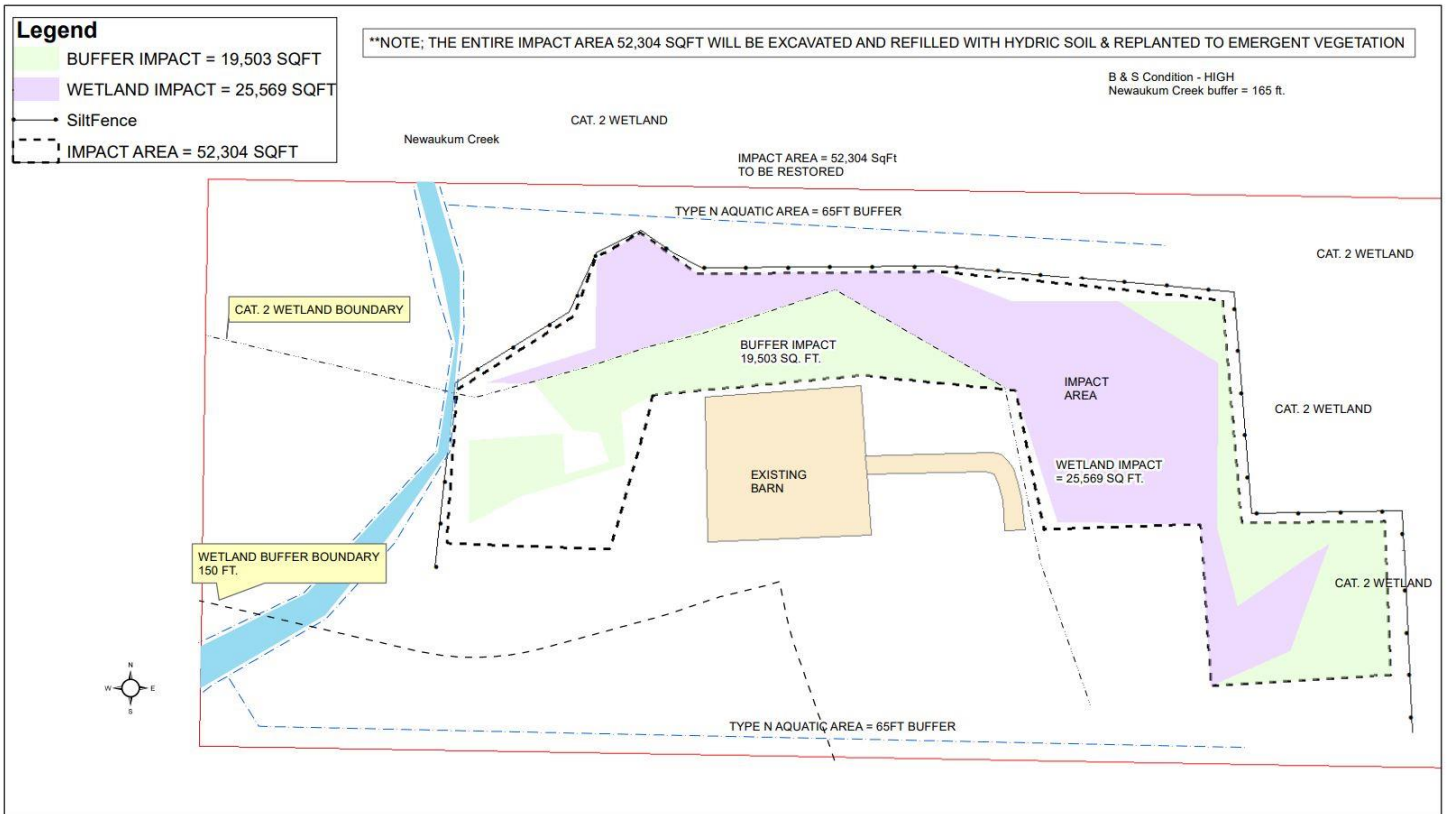 Legend
BUFFER IMPACT = 19,503 SQFT
WETLAND IMPACT = 25,569 SQFT
SiltFence
IMPACT AREA = 52,304 SQFT
**NOTE; THE ENTIRE IMPACT AREA 52,304 SQFT WILL BE EXCAVATED AND REFILLED WITH HYDRIC SOIL & REPLANTED TO EMERGENT VEGETATION
B & S Condition - HIGH
Newaukum Creek buffer = 165 ft.
CAT. 2 WETLAND
Newaukum Creek
IMPACT AREA = 52,304 SqFt
TO BE RESTORED
TYPE N AQUATIC AREA = 65FT BUFFER
CAT. 2 WETLAND
CAT. 2 WETLAND BOUNDARY
BUFFER IMPACT
19,503 SQ. FT.
IMPACT
AREA
CAT. 2 WETLAND
WETLAND IMPACT
= 25,569 SQ FT.
EXISTING
BARN
WETLAND BUFFER BOUNDARY
150 FT.
CAT. 2 WETLAND
N
W E
S
TYPE N AQUATIC AREA = 65FT BUFFER